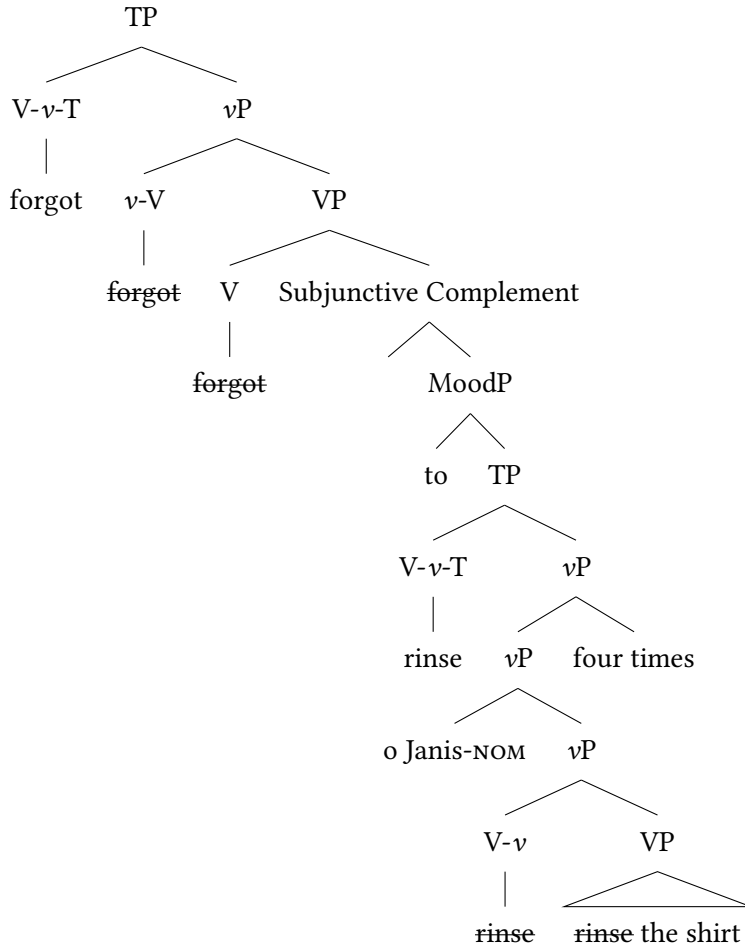 TP
V-v-T vP
forgot v-V VP
forgot V Subjunctive Complement
forgot MoodP
to TP
V-v-T vP
rinse vP four times
o Janis-NOM vP
V-v VP
rinse rinse the shirt